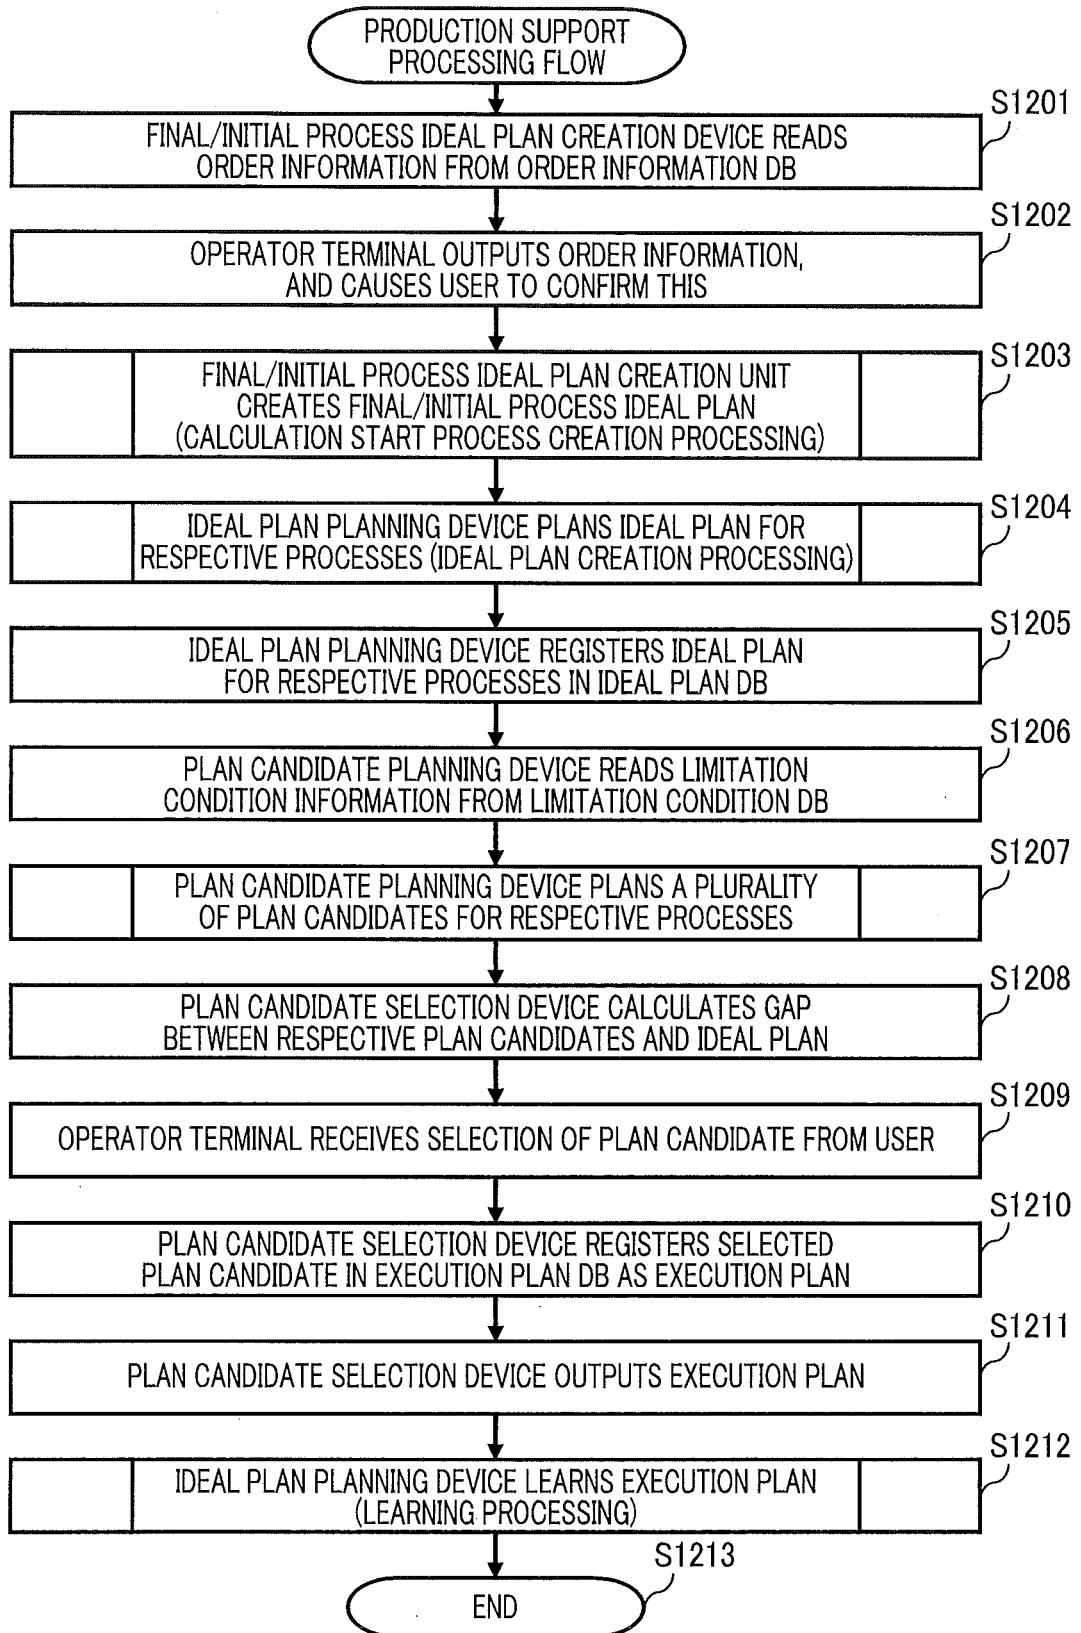 PRODUCTION SUPPORT
PROCESSING FLOW
S1201
FINAL/INITIAL PROCESS IDEAL PLAN CREATION DEVICE READS
ORDER INFORMATION FROM ORDER INFORMATION DB
S1202
OPERATOR TERMINAL OUTPUTS ORDER INFORMATION,
AND CAUSES USER TO CONFIRM THIS
S1203
FINAL/INITIAL PROCESS IDEAL PLAN CREATION UNIT
CREATES FINAL/INITIAL PROCESS IDEAL PLAN
(CALCULATION START PROCESS CREATION PROCESSING)
S1204
IDEAL PLAN PLANNING DEVICE PLANS IDEAL PLAN FOR
RESPECTIVE PROCESSES (IDEAL PLAN CREATION PROCESSING)
S1205
IDEAL PLAN PLANNING DEVICE REGISTERS IDEAL PLAN
FOR RESPECTIVE PROCESSES IN IDEAL PLAN DB
S1206
PLAN CANDIDATE PLANNING DEVICE READS LIMITATION
CONDITION INFORMATION FROM LIMITATION CONDITION DB
S1207
PLAN CANDIDATE PLANNING DEVICE PLANS A PLURALITY
OF PLAN CANDIDATES FOR RESPECTIVE PROCESSES
S1208
PLAN CANDIDATE SELECTION DEVICE CALCULATES GAP
BETWEEN RESPECTIVE PLAN CANDIDATES AND IDEAL PLAN
S1209
OPERATOR TERMINAL RECEIVES SELECTION OF PLAN CANDIDATE FROM USER
S1210
PLAN CANDIDATE SELECTION DEVICE REGISTERS SELECTED
PLAN CANDIDATE IN EXECUTION PLAN DB AS EXECUTION PLAN
S1211
PLAN CANDIDATE SELECTION DEVICE OUTPUTS EXECUTION PLAN
S1212
IDEAL PLAN PLANNING DEVICE LEARNS EXECUTION PLAN
(LEARNING PROCESSING)
S1213
END